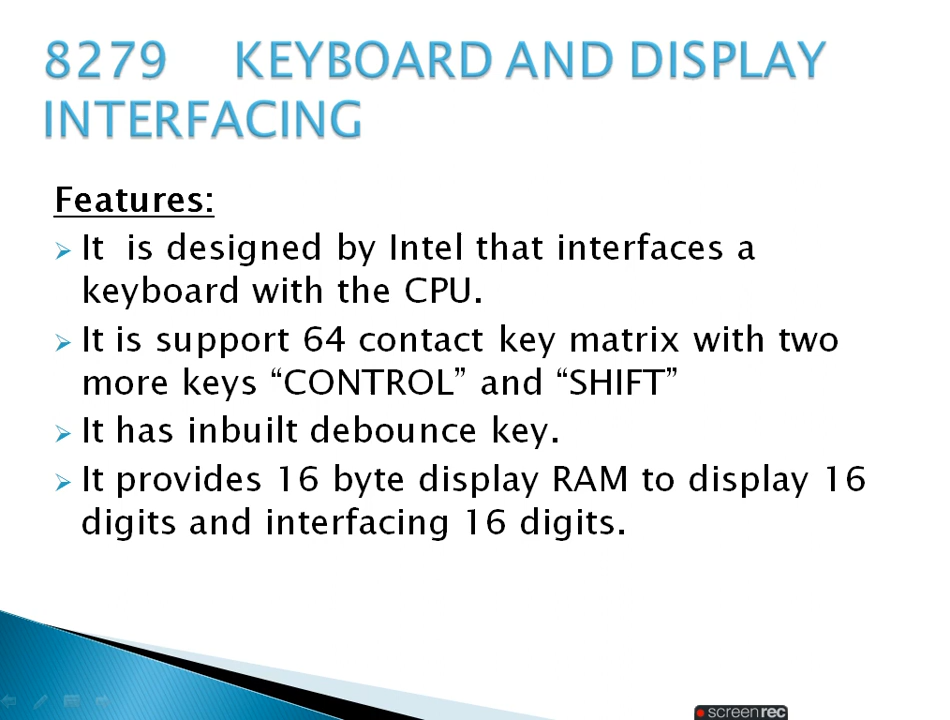 8279 KEYBOARD AND DISPLAY
INTERFACING
Features:
It is designed by Intel that interfaces a
keyboard with the CPU.
It is support 64 contact key matrix with two
more keys “CONTROL” and “SHIFT”
It has inbuilt debounce key.
It provides 16 byte display RAM to display 16
digits and interfacing 16 digits.
screenrec